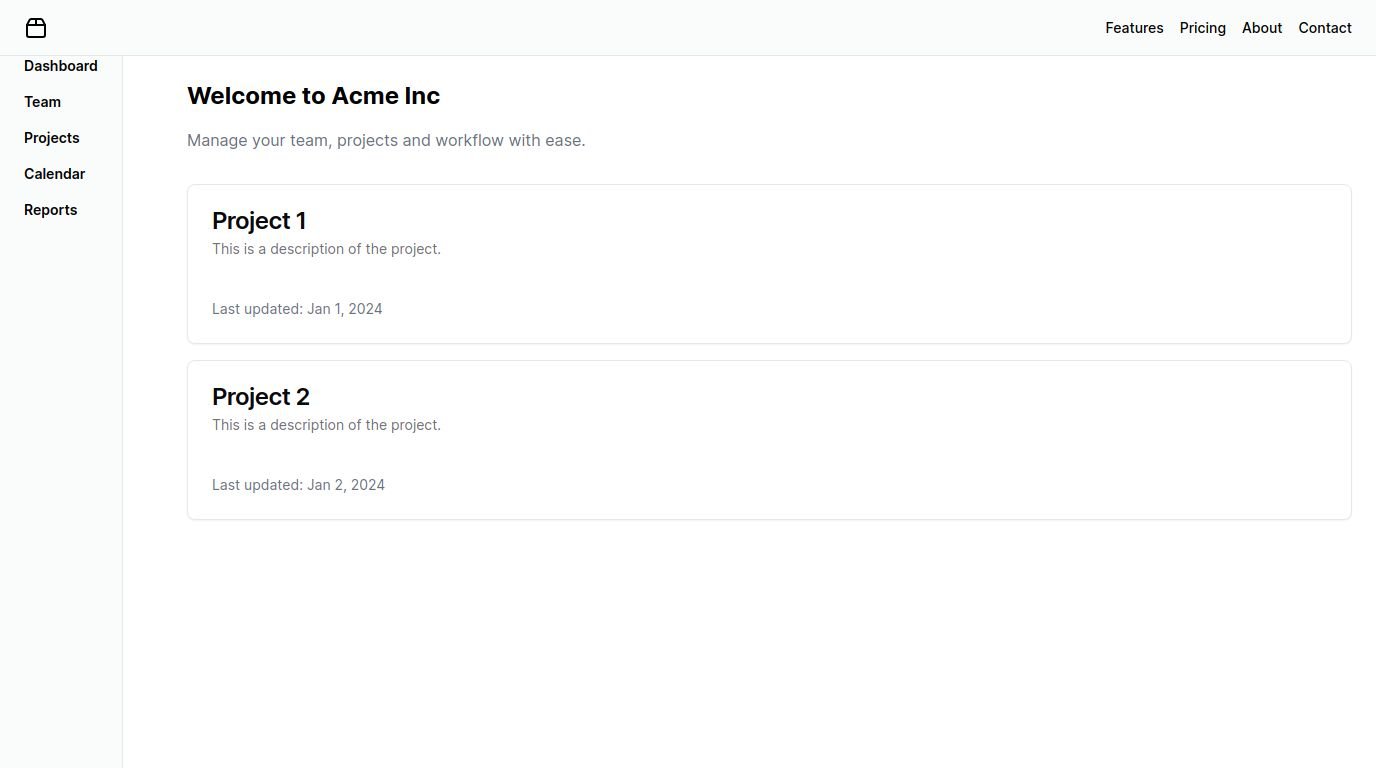 Features Pricing About Contact
Dashboard
Team
Projects
Calendar
Reports
Welcome to Acme Inc
Manage your team, projects and workflow with ease.
Project 1
This is a description of the project.
Last updated: Jan 1, 2024
Project 2
This is a description of the project.
Last updated: Jan 2, 2024